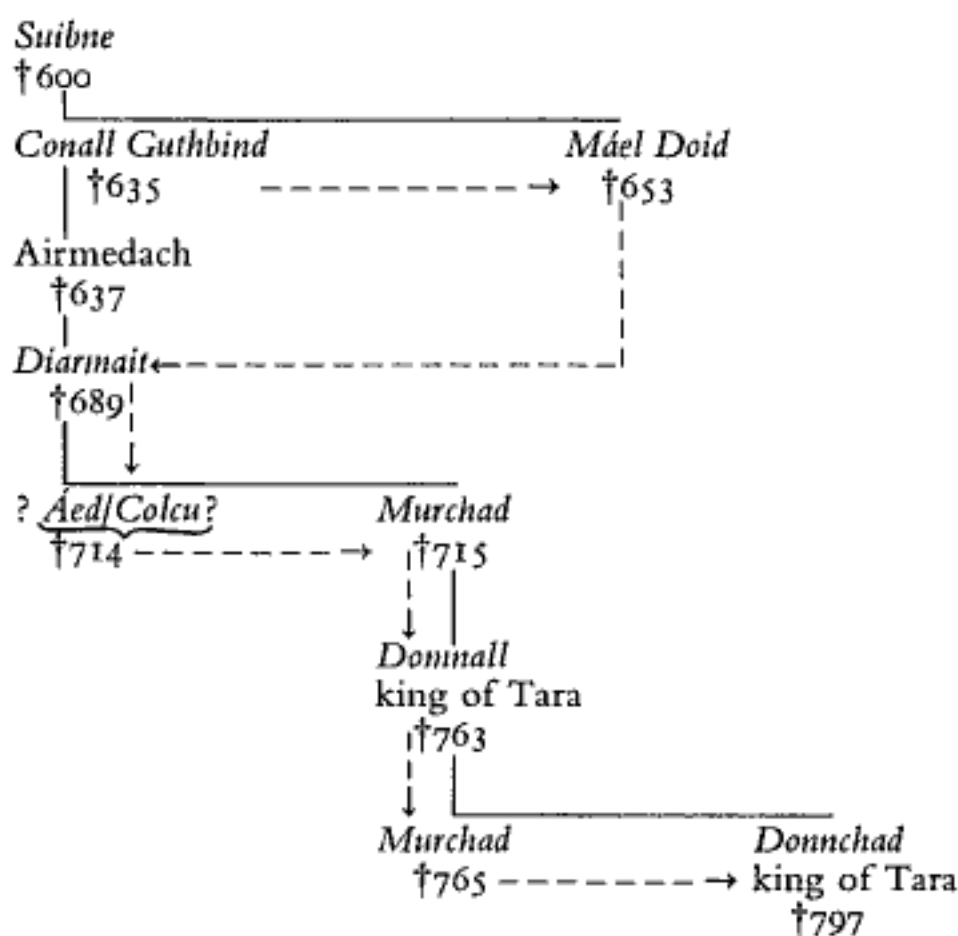 Suibne
†600
Conall Guthbind Máel Doid
†635 †653
Airmedach
†637
Diarmait
†689
? Áed/Colcu? Murchad
†714 †715
Domnall
king of Tara
†763
Murchad Donnchad
†765 king of Tara
†797